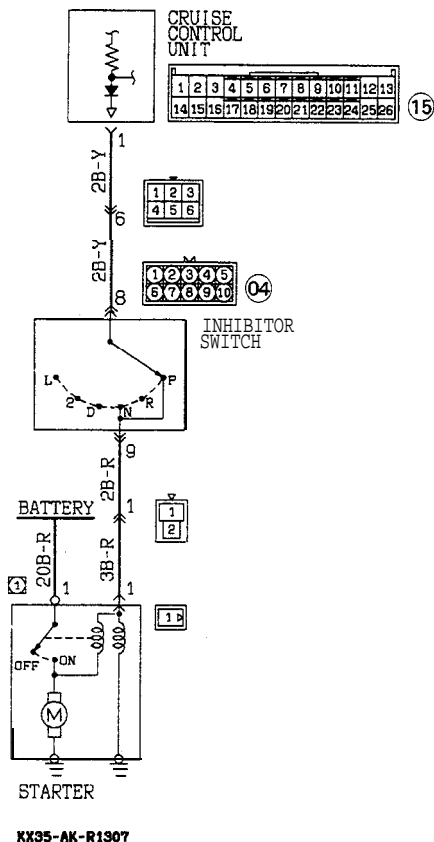 CRUISE
CONTROL
UNIT
1 2 3 4 5 6 7 8 9 10 11 12 13
14 15 16 17 18 19 20 21 22 23 24 25 26
15
1
2B-Y
1 2 3
4 5 6
6
2B-Y
1 2 3 4 5
6 7 8 9 10
04
8
INHIBITOR
SWITCH
L
P
2
D
N
R
9
2B-R
1
1
2
BATTERY
20B-R
3B-R
1
1
1
1
OFF
ON
M
STARTER
KX35-AK-R1307